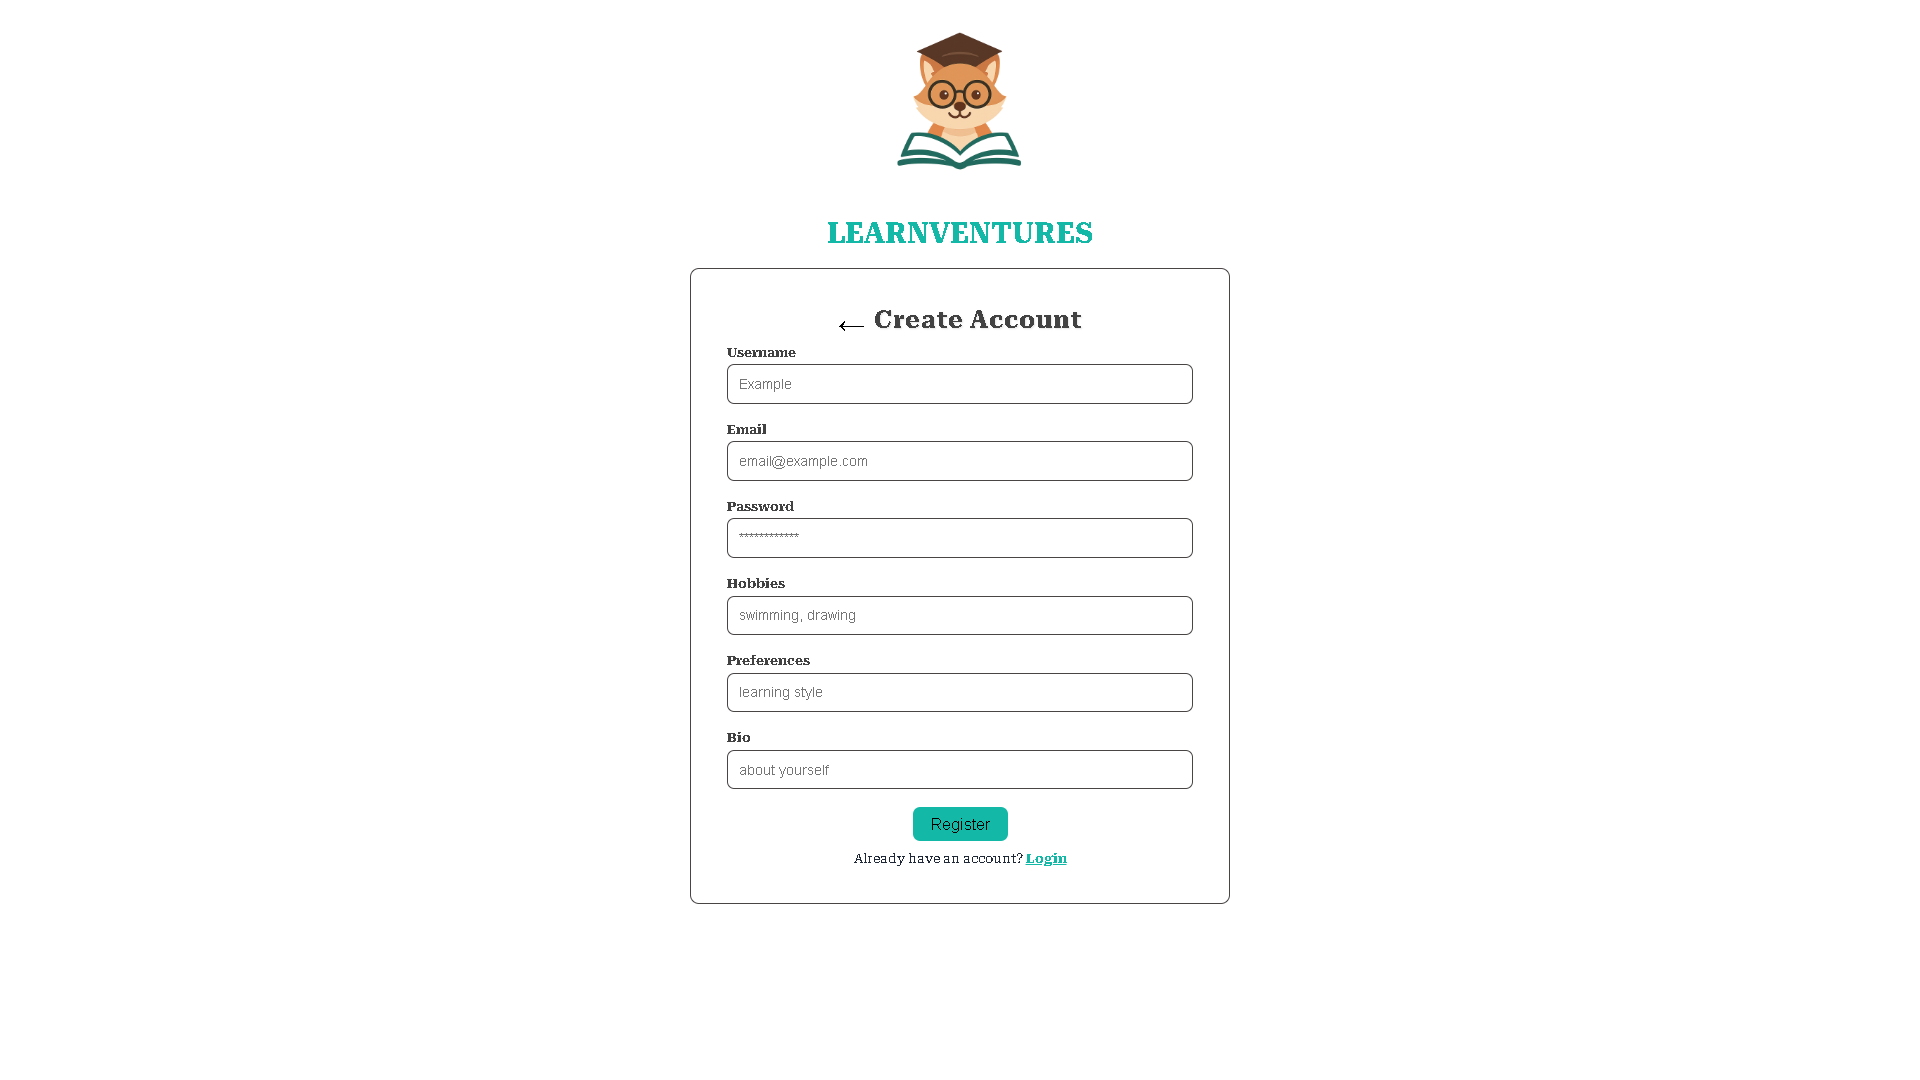 LEARNVENTURES
← Create Account
Username
Example
Email
email@example.com
Password
************
Hobbies
swimming, drawing
Preferences
learning style
Bio
about yourself
Register
Already have an account? Login